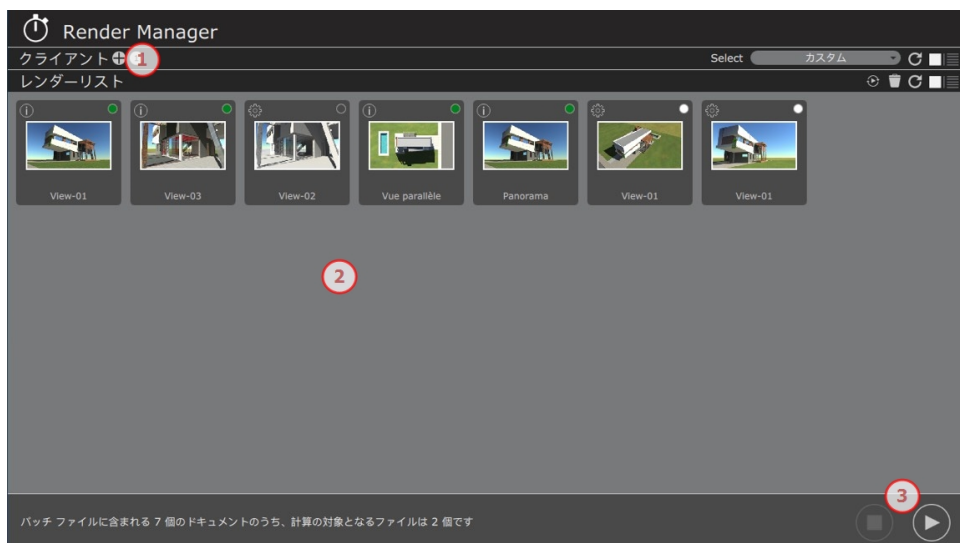 Render Manager
クライアント 1 Select カスタム
レンダーリスト
View-01 View-03 View-02 Vue parallèle Panorama View-01 View-01
2
3
バッチ ファイルに含まれる 7 個のドキュメントのうち、計算の対象となるファイルは 2 個です